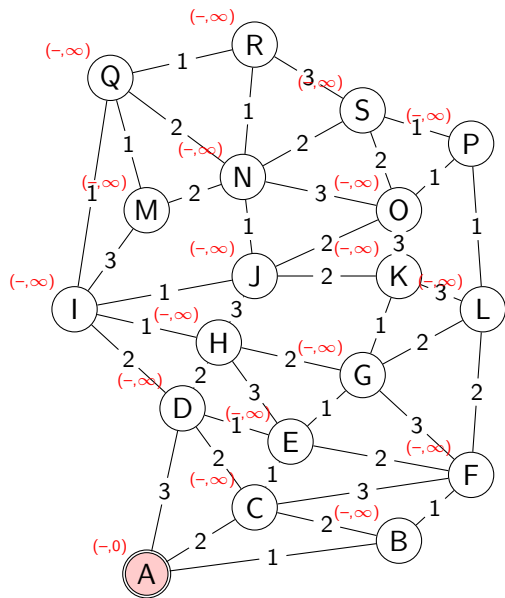 (−,∞) R
(−,∞) Q
1
3
(−,∞) S
(−,∞) P
1
1
2
1
1
(−,∞) N
2
2
1
(−,∞) M
2
3
(−,∞) O
1
3
1
2
3
(−,∞) J
2
(−,∞) K
3
(−,∞) L
(−,∞) I
1
3
1
(−,∞) H
1
2
2
2
(−,∞) G
2
2
3
1
(−,∞) D
1
(−,∞) E
3
2
2
(−,∞) F
3
1
(−,∞) C
3
2
1
(−,∞) B
2
1
(−,0) A